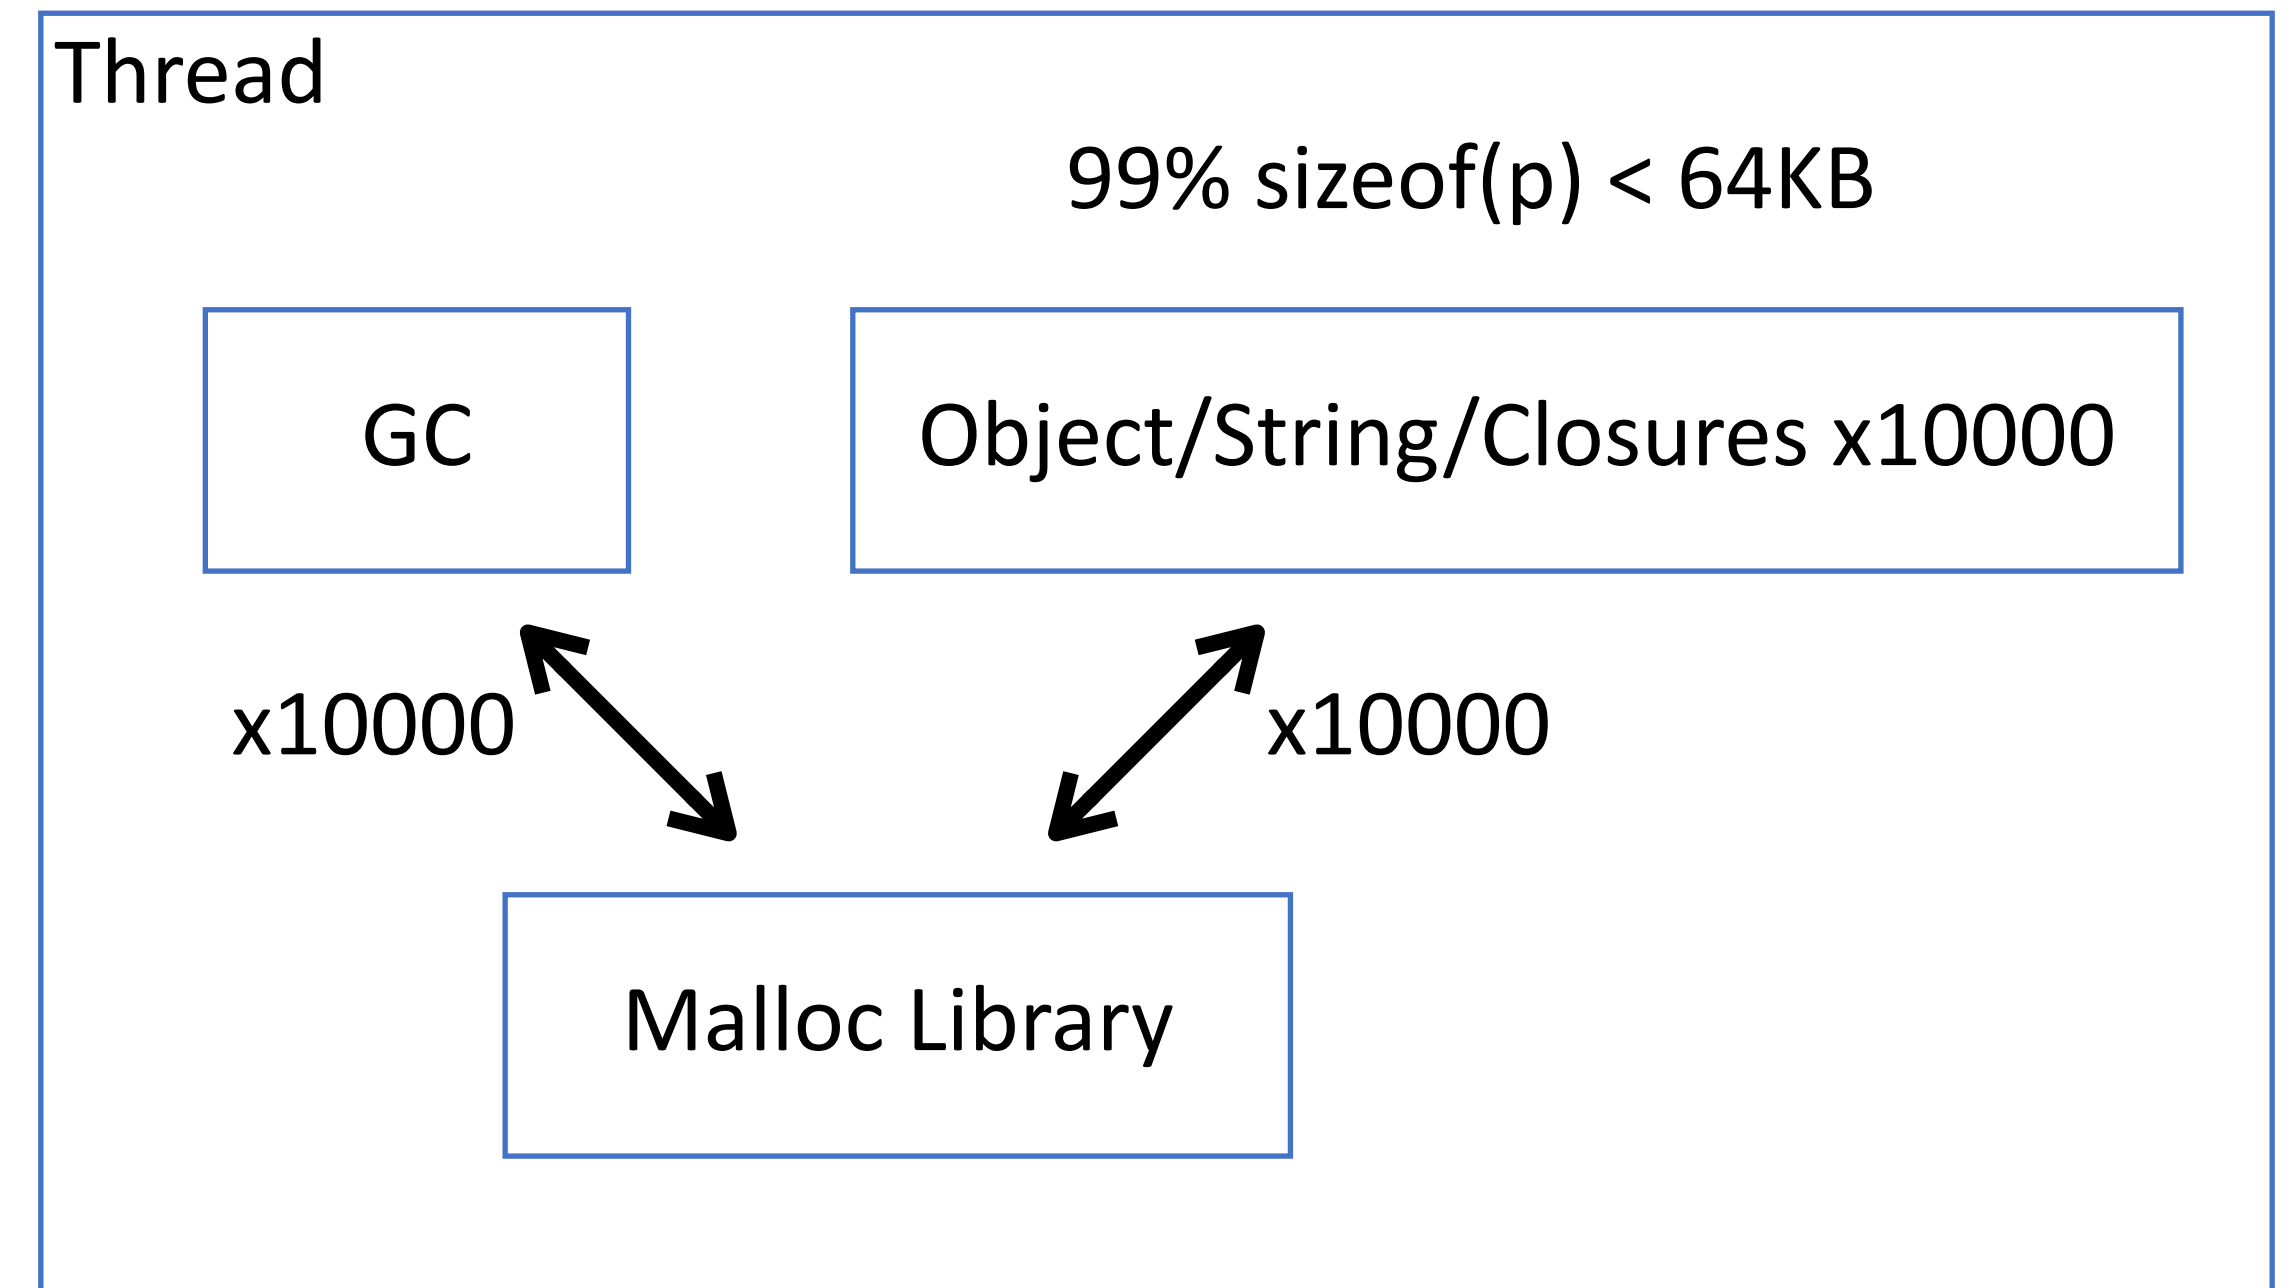 Thread
99% sizeof(p) < 64KB
GC
Object/String/Closures x10000
x10000
x10000
Malloc Library